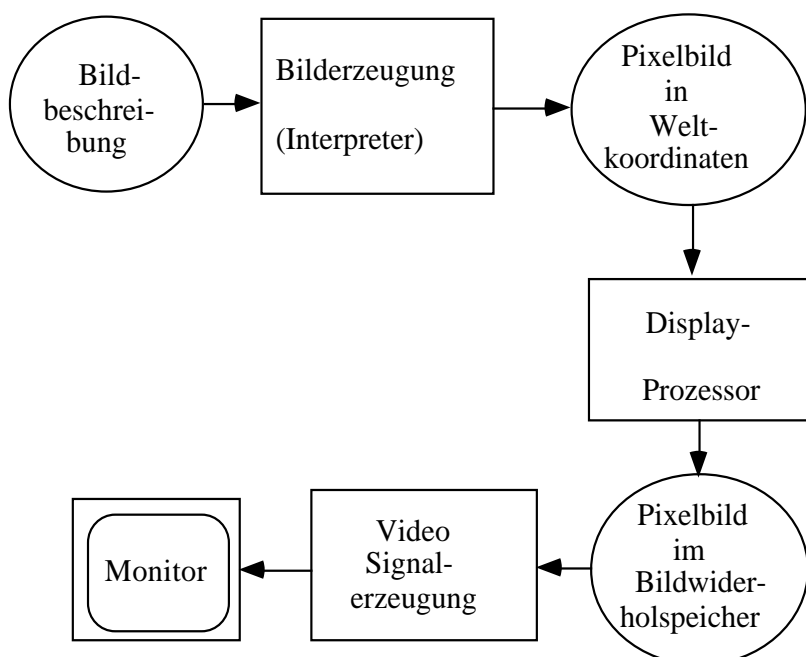 Bild-
beschrei-
bung
Bilderzeugung
(Interpreter)
Pixelbild
in
Welt-
koordinaten
Display-
Prozessor
Pixelbild
im
Bildwider-
holspeicher
Video
Signal-
erzeugung
Monitor